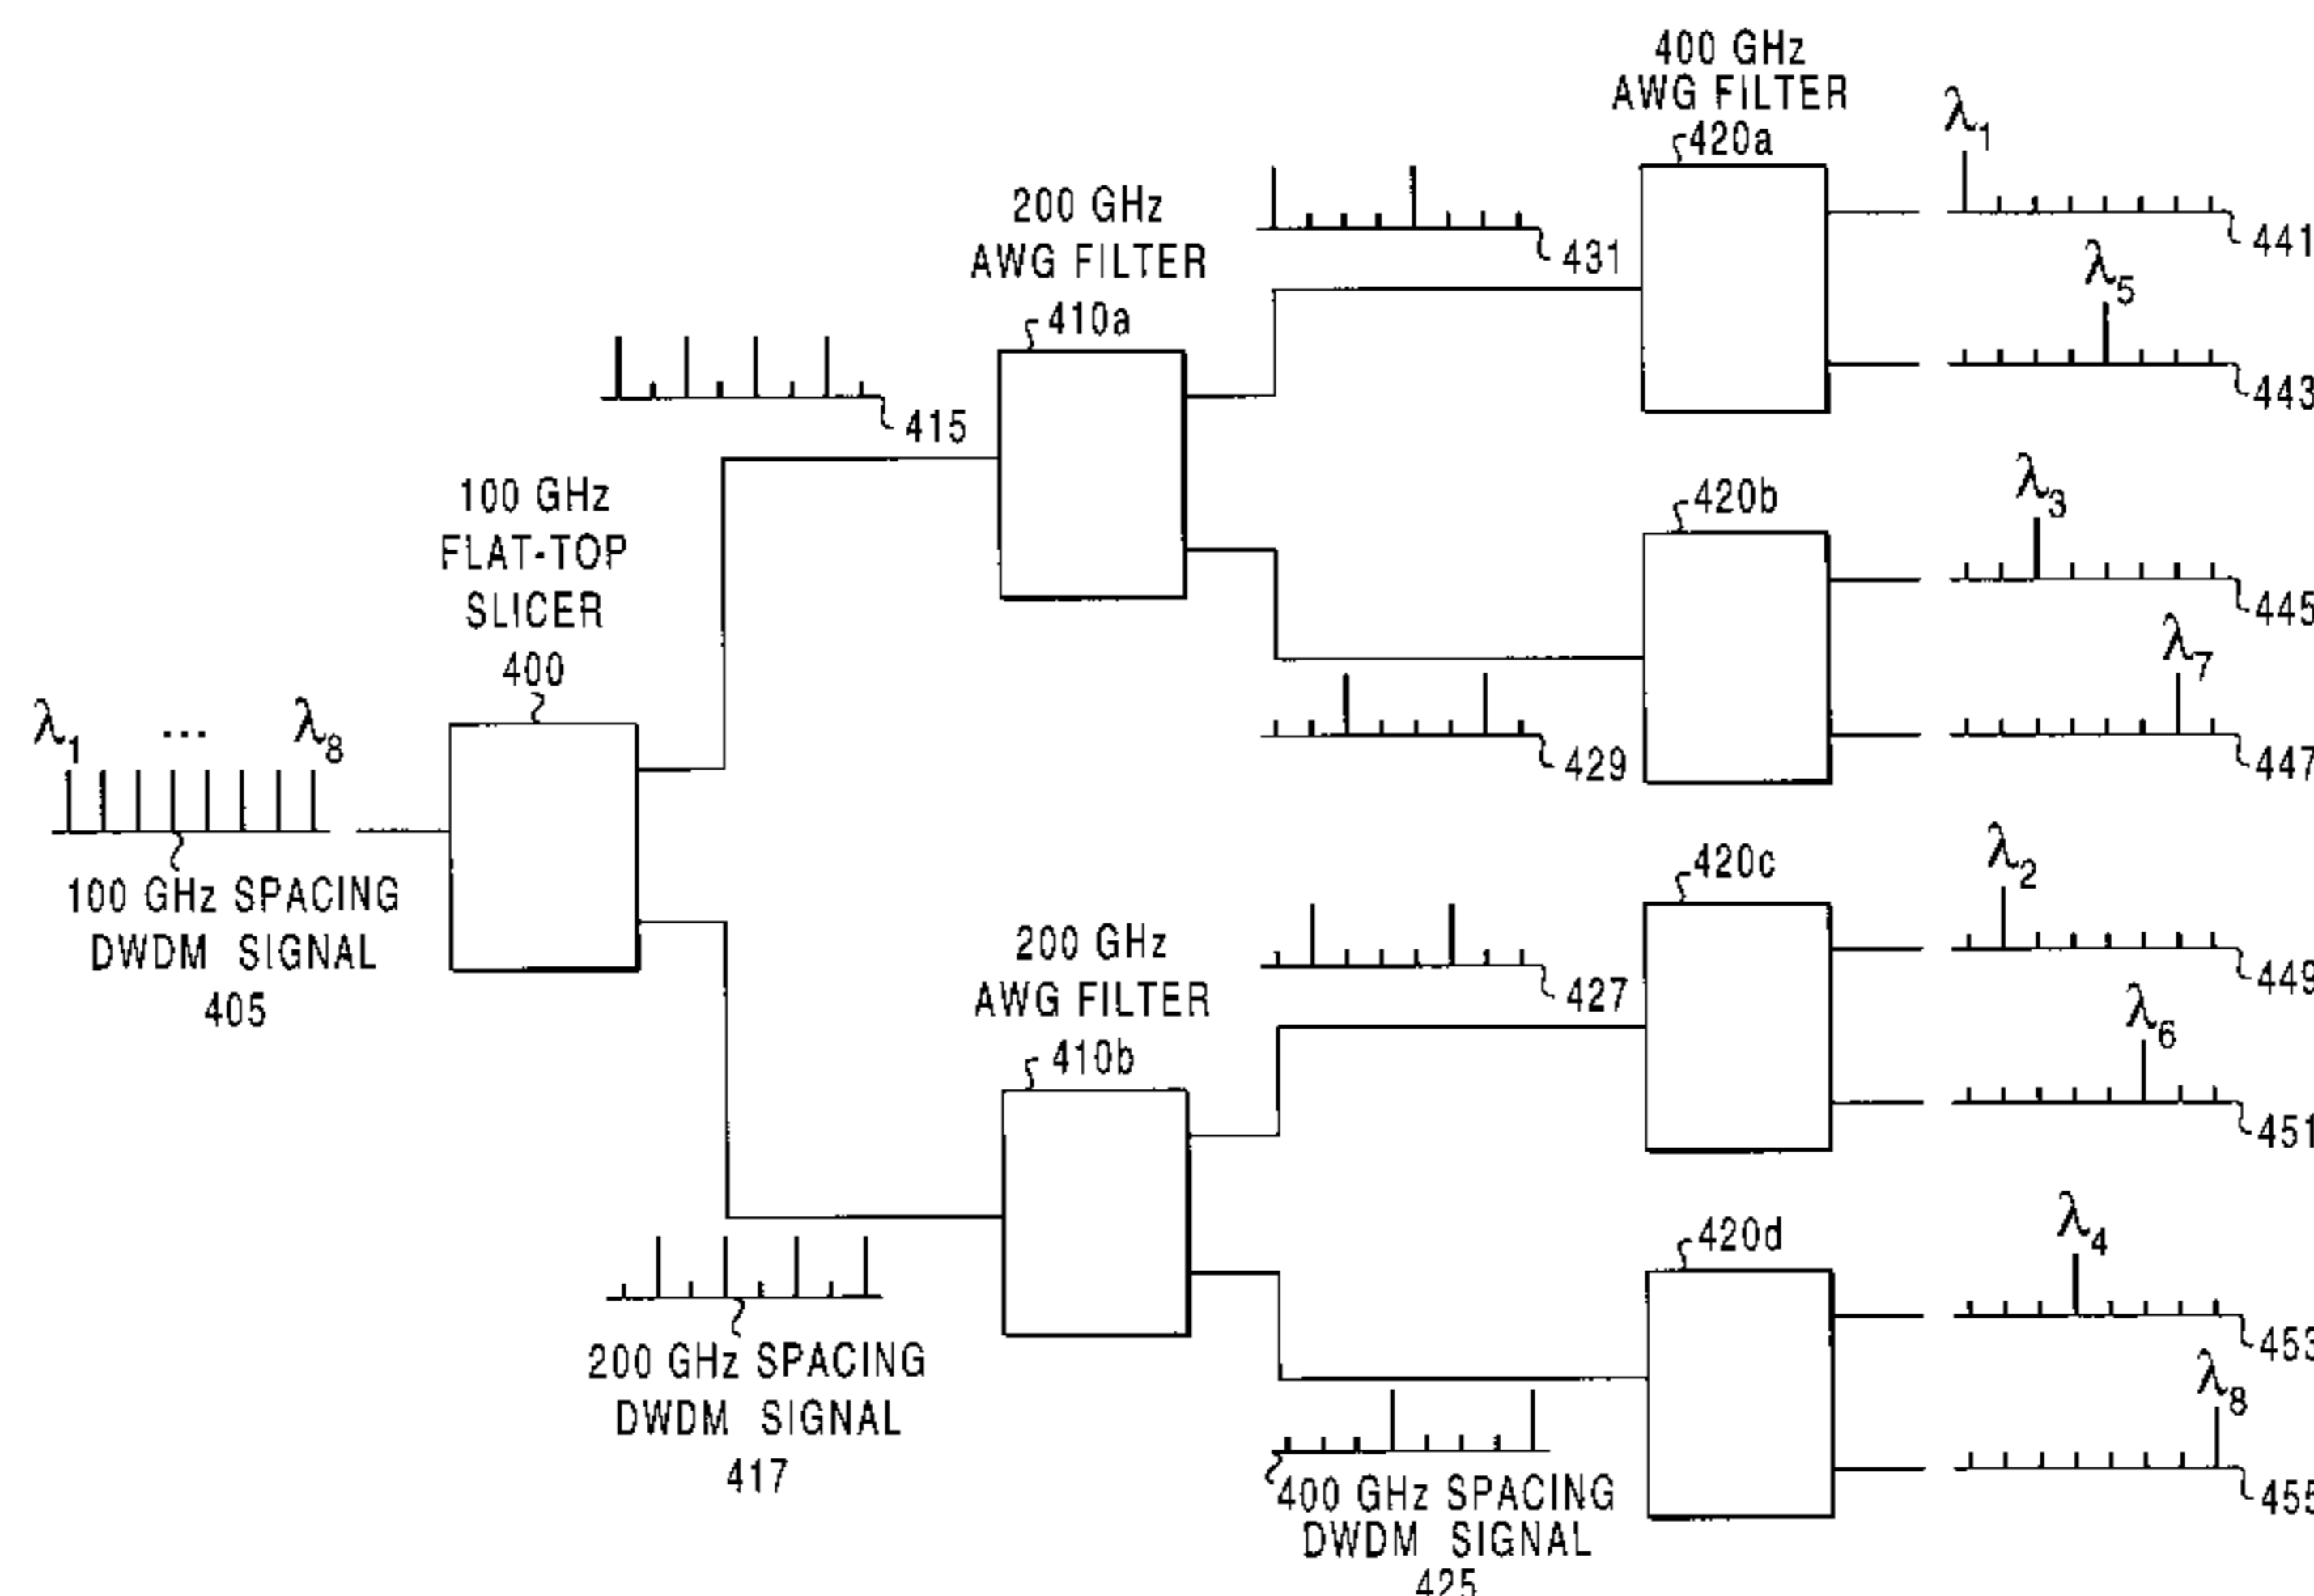 400 GHz
AWG FILTER
420a
λ1
441
λ5
443
200 GHz
AWG FILTER
410a
431
415
100 GHz
FLAT-TOP
SLICER
400
420b
λ3
445
λ7
447
429
λ1 ... λ8
100 GHz SPACING
DWDM SIGNAL
405
200 GHz
AWG FILTER
410b
427
420c
λ2
449
λ6
451
200 GHz SPACING
DWDM SIGNAL
417
420d
λ4
453
λ8
455
400 GHz SPACING
DWDM SIGNAL
425